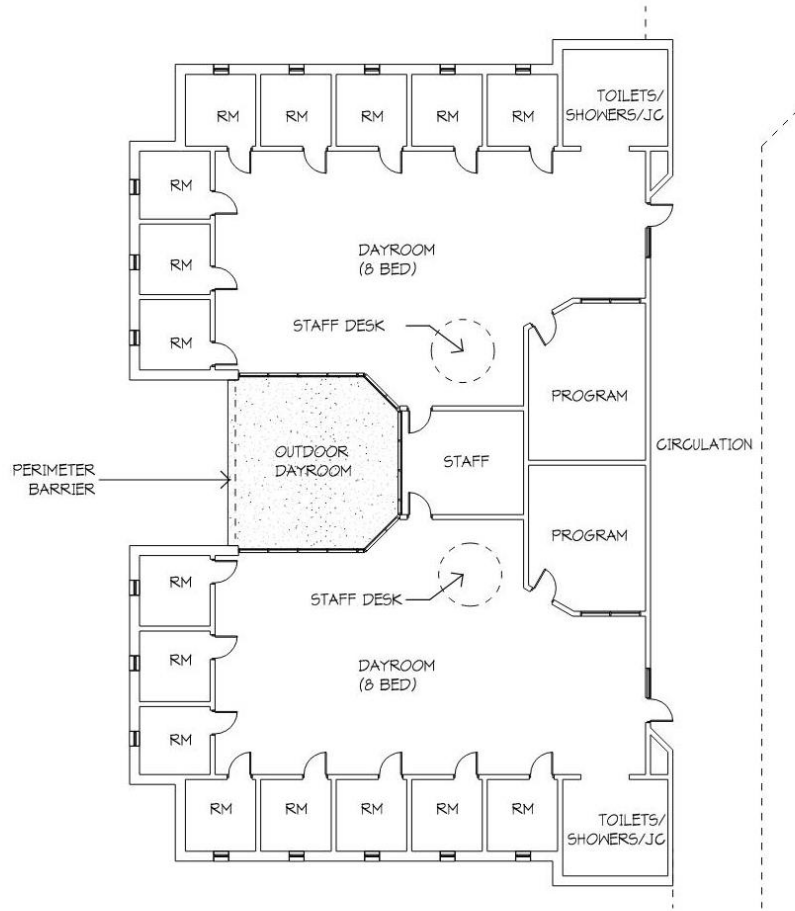 TOILETS/
SHOWERS/JC
RM
RM
RM
RM
RM
RM
RM
RM
DAYROOM
(8 BED)
STAFF DESK
PROGRAM
OUTDOOR
DAYROOM
STAFF
CIRCULATION
PERIMETER
BARRIER
PROGRAM
RM
STAFF DESK
RM
DAYROOM
(8 BED)
RM
RM
RM
RM
RM
RM
TOILETS/
SHOWERS/JC